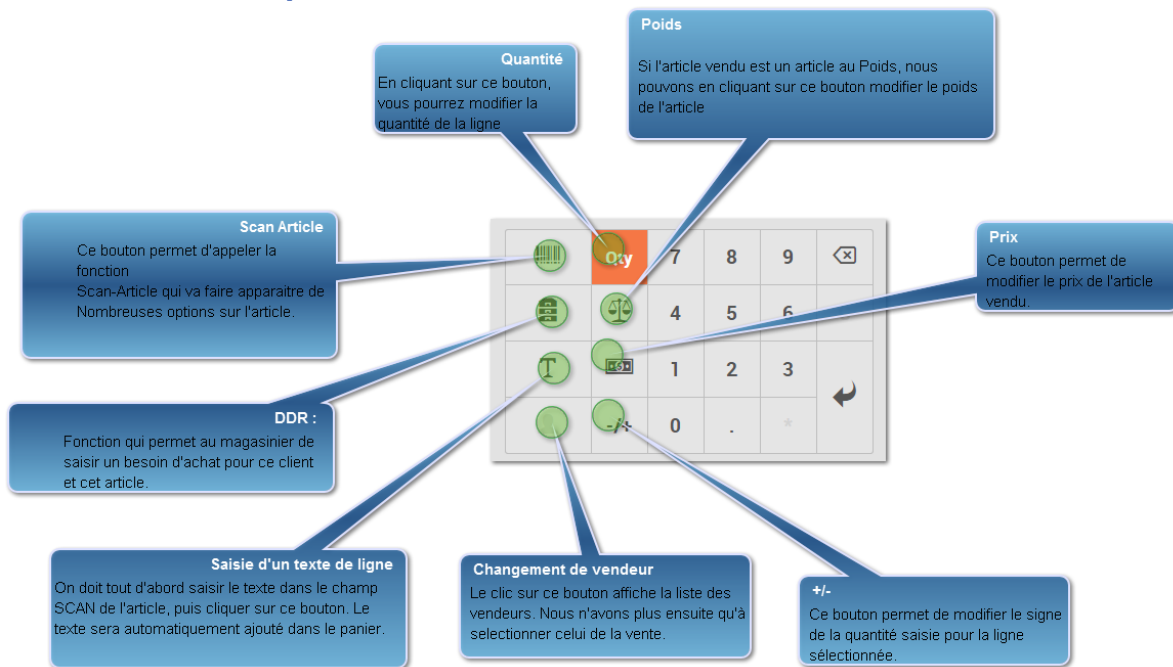 Poids
Si l'article vendu est un article au Poids, nous
pouvons en cliquant sur ce bouton modifier le poids
de l'article
Quantité
En cliquant sur ce bouton,
vous pourrez modifier la
quantité de la ligne
Scan Article
Ce bouton permet d'appeler la
fonction
Scan-Article qui va faire apparaitre de
Nombreuses options sur l'article.
Prix
Ce bouton permet de
modifier le prix de l'article
vendu.
Qty 7 8 9
4 5 6
T 1 2 3
-/+ 0 . *
DDR :
Fonction qui permet au magasinier de
saisir un besoin d'achat pour ce client
et cet article.
Saisie d'un texte de ligne
On doit tout d'abord saisir le texte dans le champ
SCAN de l'article, puis cliquer sur ce bouton. Le
texte sera automatiquement ajouté dans le panier.
Changement de vendeur
Le clic sur ce bouton affiche la liste des
vendeurs. Nous n'avons plus ensuite qu'à
selectionner celui de la vente.
+/-
Ce bouton permet de modifier le signe
de la quantité saisie pour la ligne
sélectionnée.